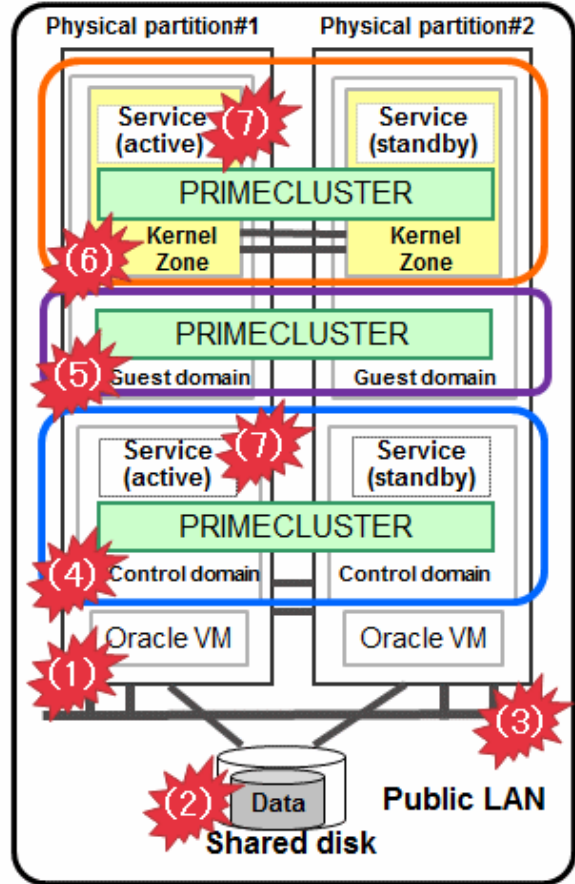 Physical partition#1
Physical partition#2
Service
(active)
(7)
Service
(standby)
PRIMECLUSTER
Kernel
Zone
Kernel
Zone
(6)
PRIMECLUSTER
(5)
Guest domain
Guest domain
Service
(active)
(7)
Service
(standby)
PRIMECLUSTER
(4)
Control domain
Control domain
Oracle VM
Oracle VM
(1)
(3)
(2)
Data
Public LAN
Shared disk